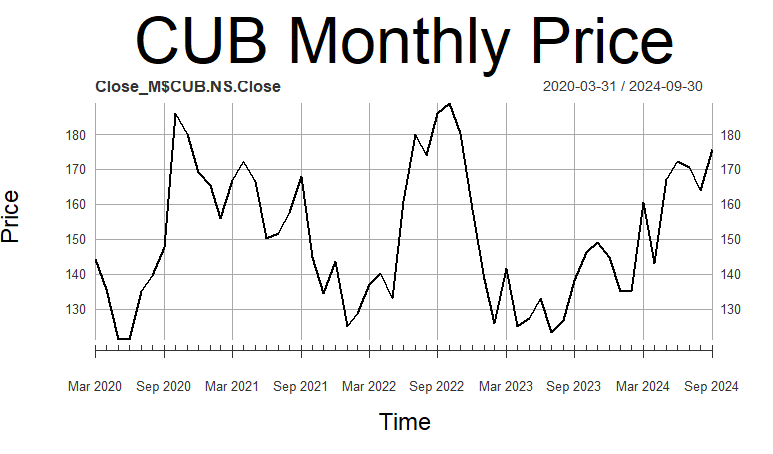 CUB Monthly Price
Close_M$CUB.NS.Close 2020-03-31 / 2024-09-30
180 180
170 170
160 160
150 150
140 140
130 130
Price
Mar 2020 Sep 2020 Mar 2021 Sep 2021 Mar 2022 Sep 2022 Mar 2023 Sep 2023 Mar 2024 Sep 2024
Time